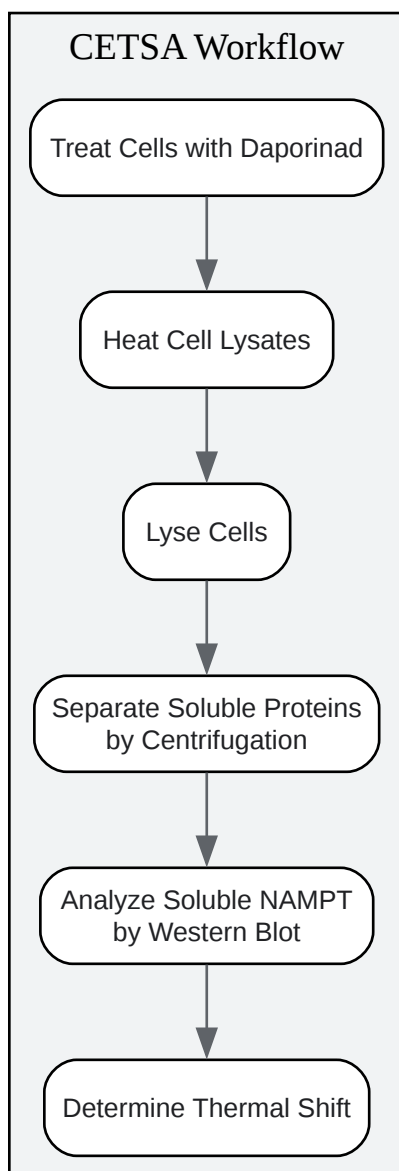 CETSA Workflow
Treat Cells with Daporinad
Heat Cell Lysates
Lyse Cells
Separate Soluble Proteins
by Centrifugation
Analyze Soluble NAMPT
by Western Blot
Determine Thermal Shift